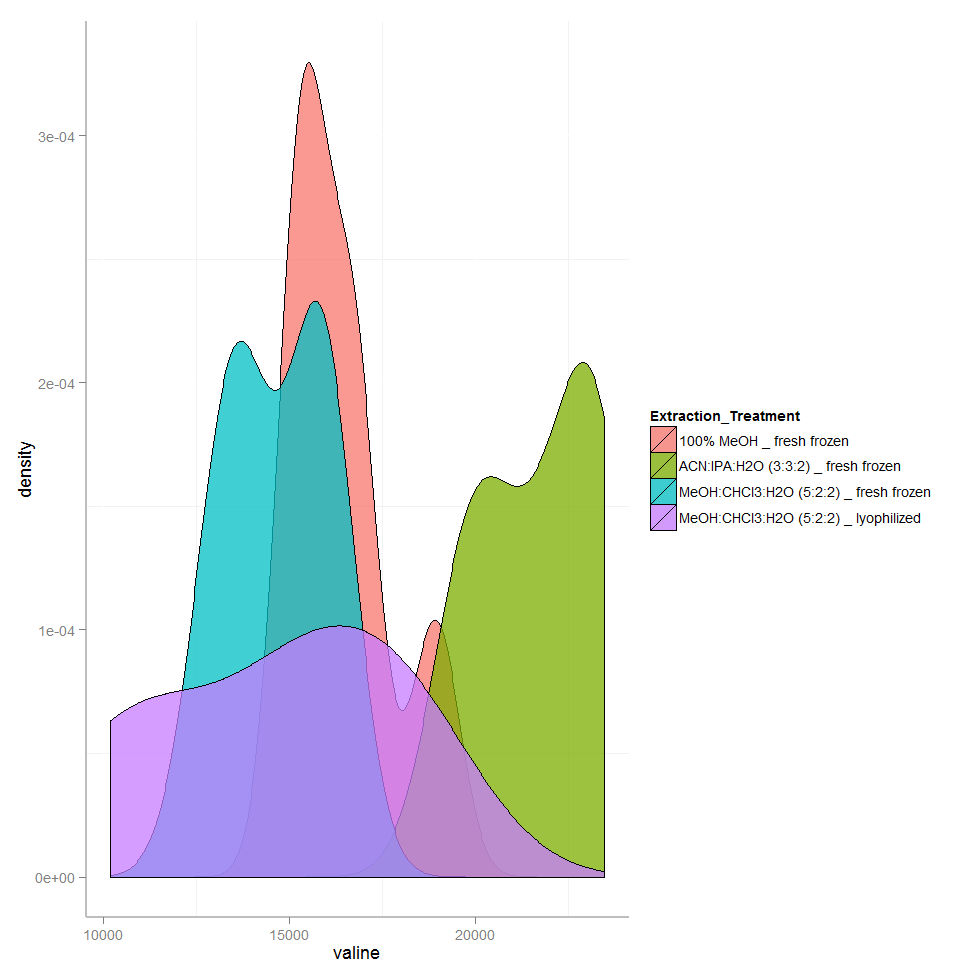 3e-04
2e-04
1e-04
0e+00
density
10000
15000
20000
valine
Extraction_Treatment
100% MeOH _ fresh frozen
ACN:IPA:H2O (3:3:2) _ fresh frozen
MeOH:CHCl3:H2O (5:2:2) _ fresh frozen
MeOH:CHCl3:H2O (5:2:2) _ lyophilized